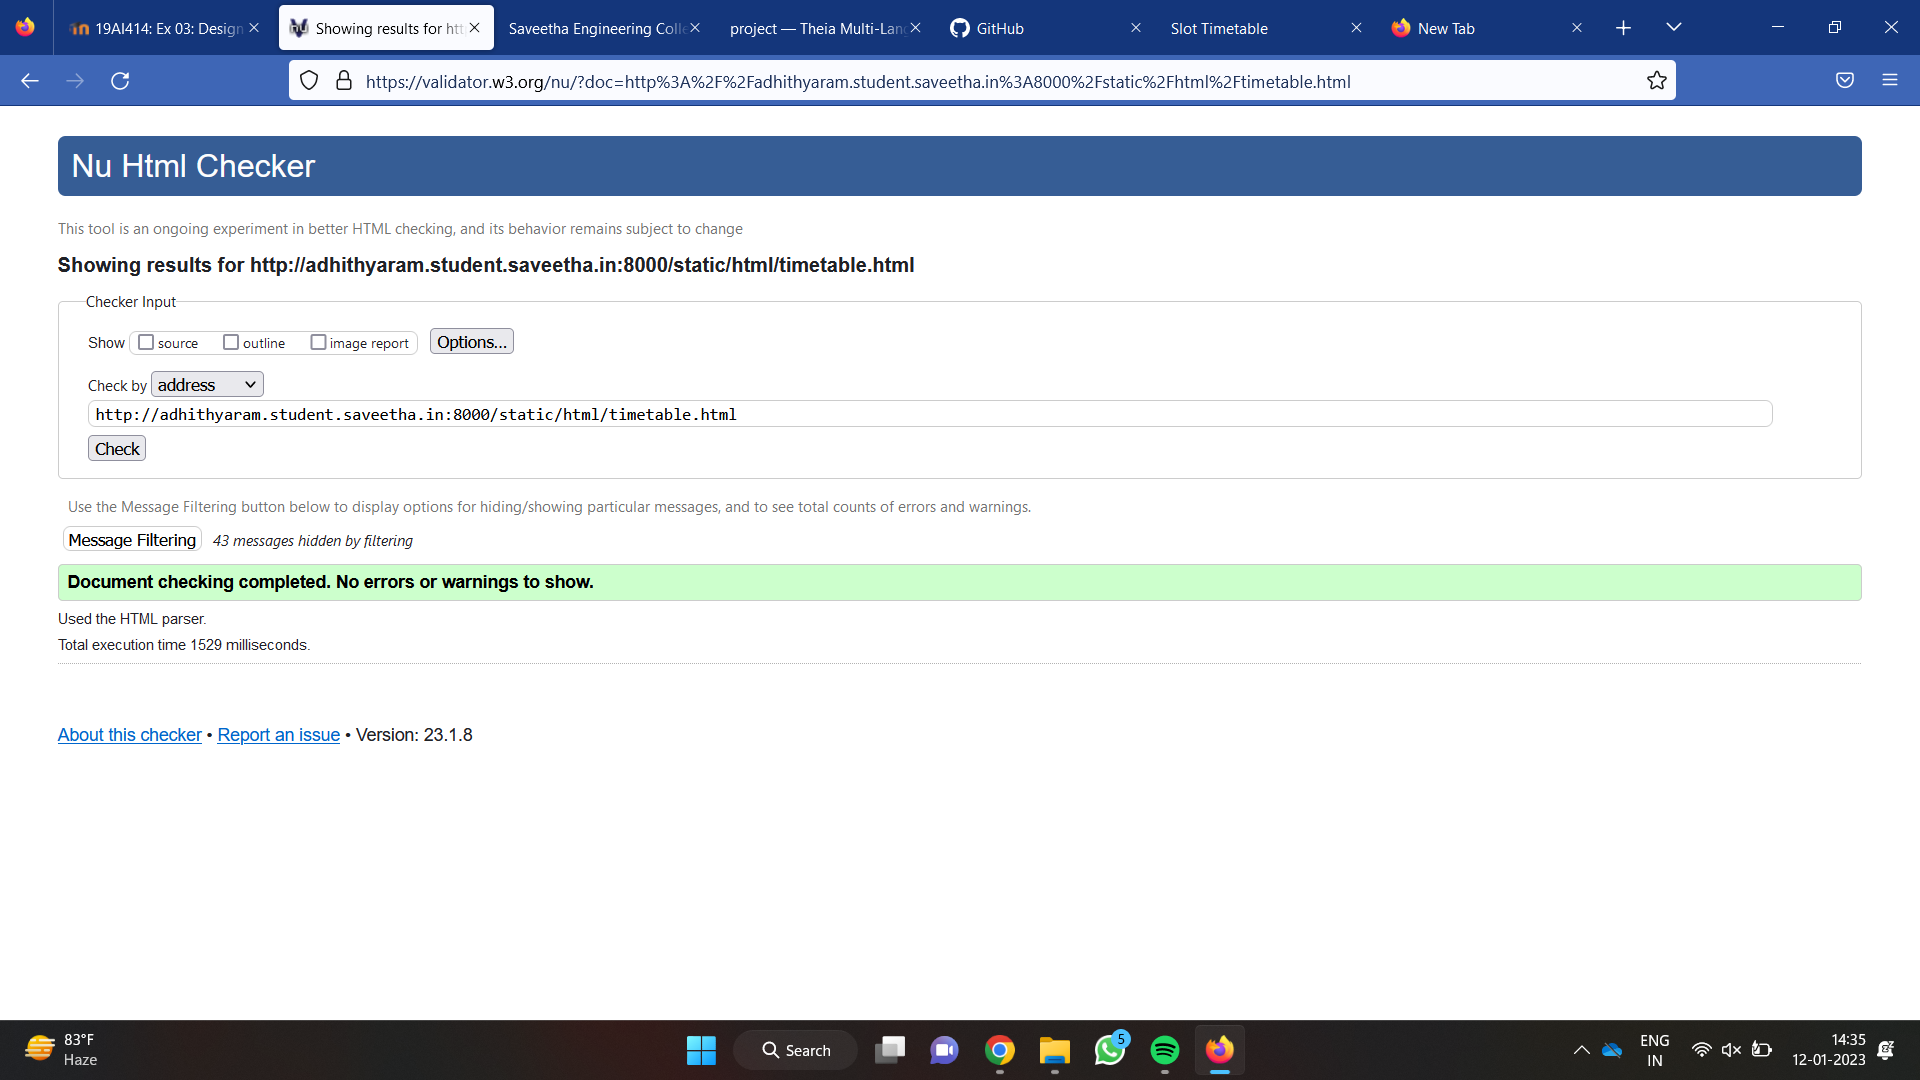 19AI414: Ex 03: Design
Showing results for htt
Saveetha Engineering Colle
project — Theia Multi-Lang
GitHub
Slot Timetable
New Tab
https://validator.w3.org/nu/?doc=http%3A%2F%2Fadhithyaram.student.saveetha.in%3A8000%2Fstatic%2Fhtml%2Ftimetable.html
Nu Html Checker
This tool is an ongoing experiment in better HTML checking, and its behavior remains subject to change
Showing results for http://adhithyaram.student.saveetha.in:8000/static/html/timetable.html
Checker Input
Show source outline image report Options...
Check by address
http://adhithyaram.student.saveetha.in:8000/static/html/timetable.html
Check
Use the Message Filtering button below to display options for hiding/showing particular messages, and to see total counts of errors and warnings.
Message Filtering 43 messages hidden by filtering
Document checking completed. No errors or warnings to show.
Used the HTML parser.
Total execution time 1529 milliseconds.
About this checker • Report an issue • Version: 23.1.8
83°F
Haze
Search
5
ENG
IN
14:35
12-01-2023